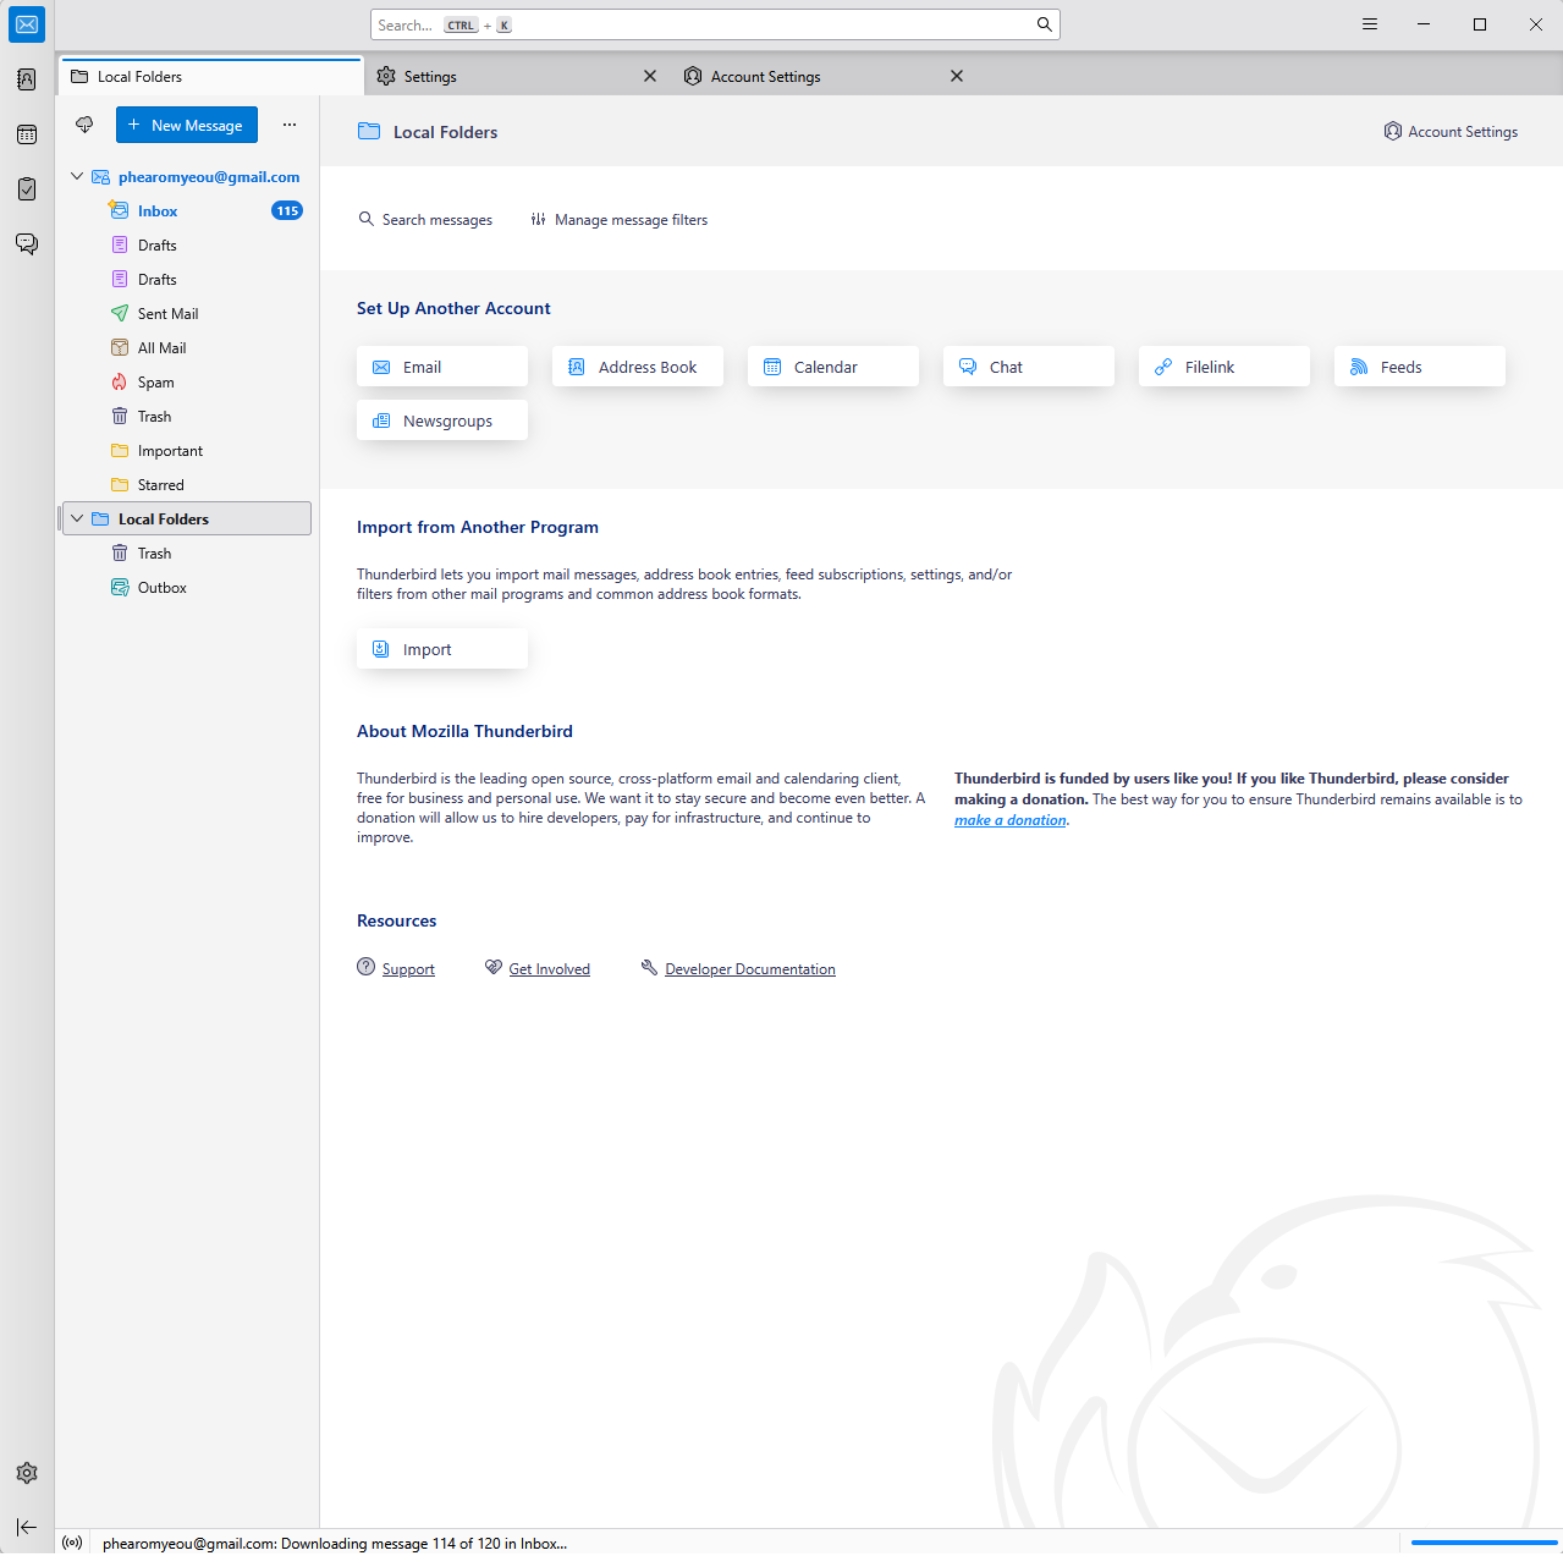 Search... CTRL + K
Local Folders
Settings
Account Settings
+ New Message ...
Local Folders
Account Settings
phearomyeou@gmail.com
Inbox 115
Drafts
Drafts
Sent Mail
All Mail
Spam
Trash
Important
Starred
Local Folders
Trash
Outbox
Search messages
Manage message filters
Set Up Another Account
Email
Address Book
Calendar
Chat
Filelink
Feeds
Newsgroups
Import from Another Program
Thunderbird lets you import mail messages, address book entries, feed subscriptions, settings, and/or
filters from other mail programs and common address book formats.
Import
About Mozilla Thunderbird
Thunderbird is the leading open source, cross-platform email and calendaring client,
free for business and personal use. We want it to stay secure and become even better. A
donation will allow us to hire developers, pay for infrastructure, and continue to
improve.
Thunderbird is funded by users like you! If you like Thunderbird, please consider
making a donation. The best way for you to ensure Thunderbird remains available is to
make a donation.
Resources
Support
Get Involved
Developer Documentation
phearomyeou@gmail.com: Downloading message 114 of 120 in Inbox...